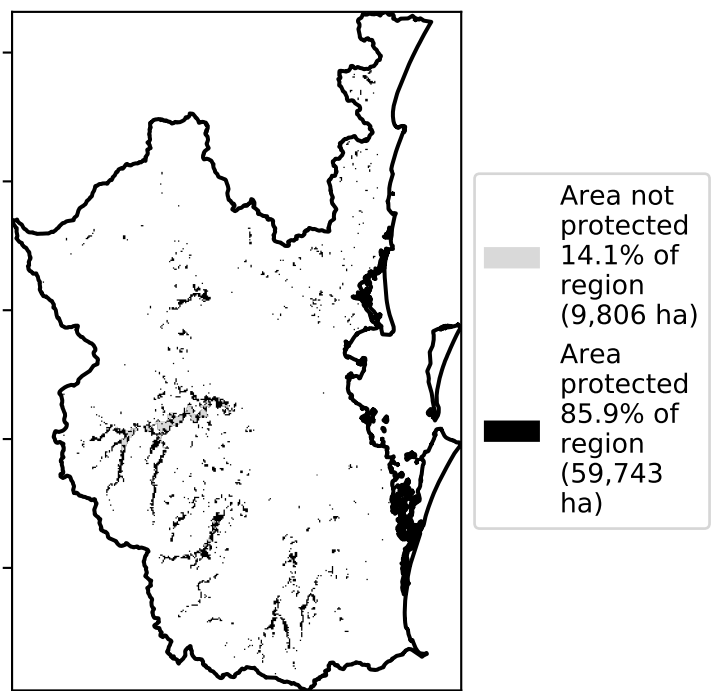 Area not
protected
14.1% of
region
(9,806 ha)
Area
protected
85.9% of
region
(59,743
ha)